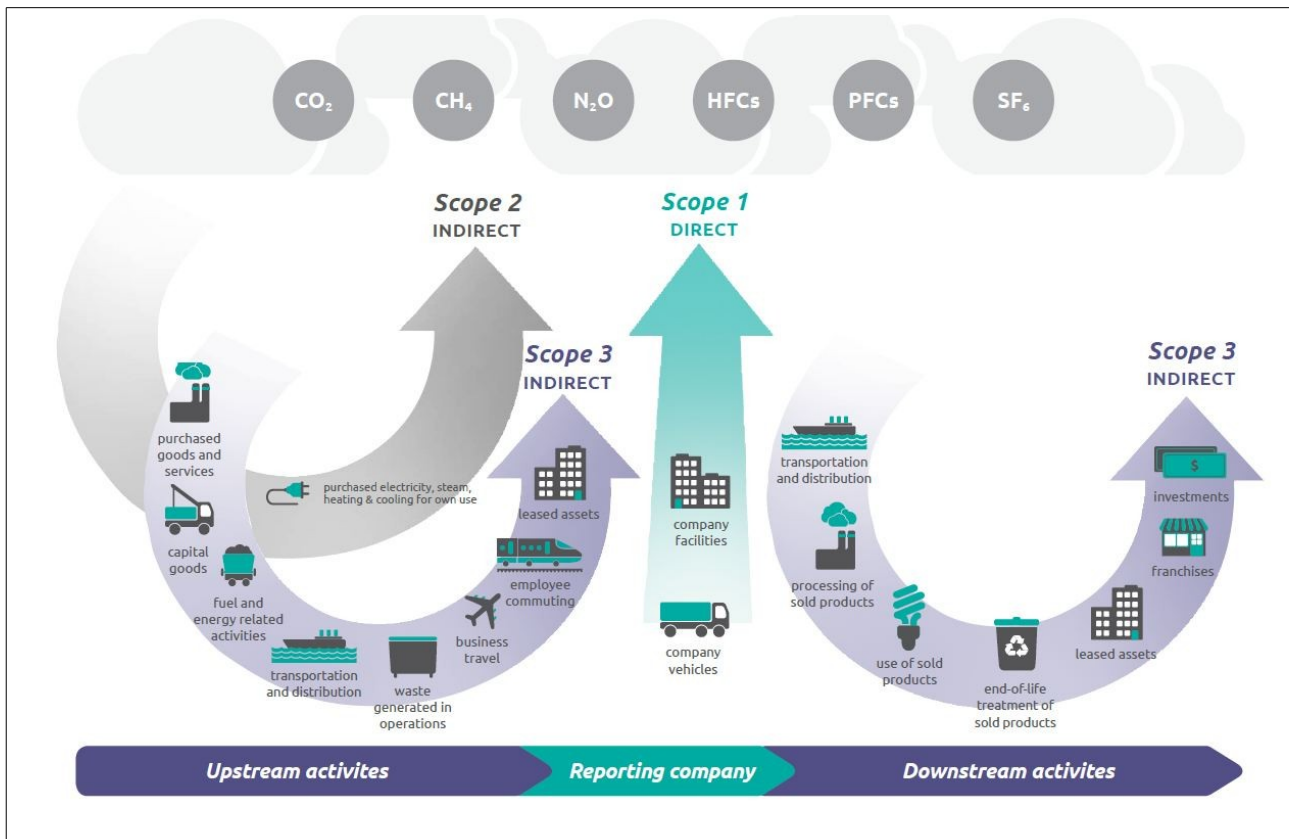 CO₂
CH₄
N₂O
HFCs
PFCs
SF₆
Scope 2
INDIRECT
Scope 1
DIRECT
Scope 3
INDIRECT
Scope 3
INDIRECT
purchased
goods and
services
capital
goods
fuel and
energy related
activities
transportation
and distribution
waste
generated in
operations
business
travel
employee
commuting
leased assets
purchased electricity, steam,
heating & cooling for own use
company
facilities
company
vehicles
transportation
and distribution
processing of
sold products
use of sold
products
end-of-life
treatment of
sold products
leased assets
franchises
$
investments
Upstream activites
Reporting company
Downstream activites